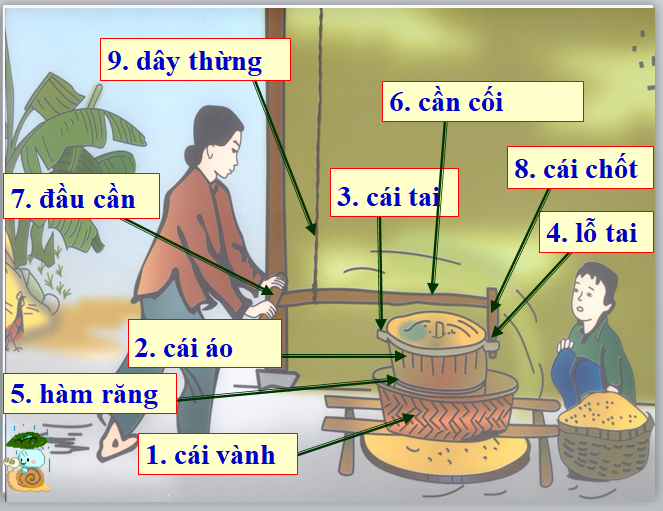 9. dây thừng
6. cần cối
8. cái chốt
7. đầu cần
3. cái tai
4. lỗ tai
2. cái áo
5. hàm răng
1. cái vành